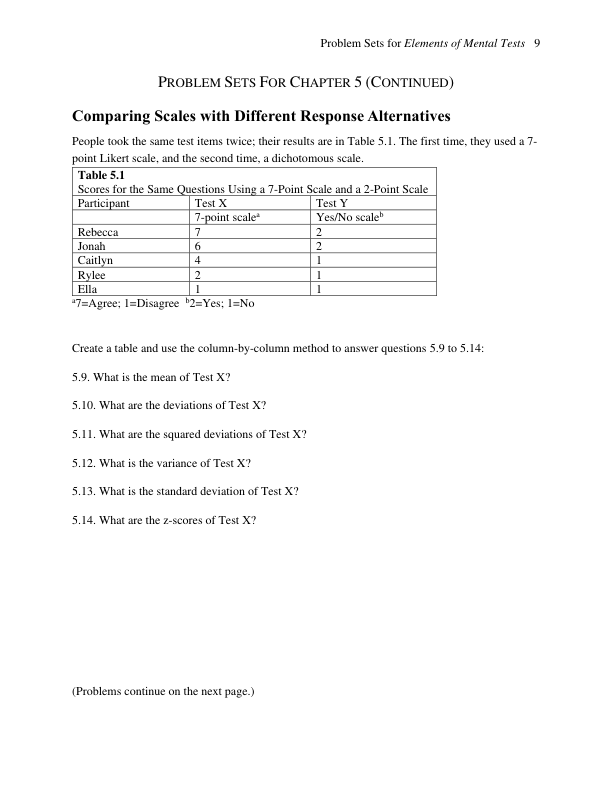 Problem Sets for Elements of Mental Tests 9
PROBLEM SETS FOR CHAPTER 5 (CONTINUED)
Comparing Scales with Different Response Alternatives
People took the same test items twice; their results are in Table 5.1. The first time, they used a 7-
point Likert scale, and the second time, a dichotomous scale.
Table 5.1
Scores for the Same Questions Using a 7-Point Scale and a 2-Point Scale
Participant Test X Test Y
7-point scaleᵃ Yes/No scaleᵇ
Rebecca 7 2
Jonah 6 2
Caitlyn 4 1
Rylee 2 1
Ella 1 1
ᵃ7=Agree; 1=Disagree ᵇ2=Yes; 1=No
Create a table and use the column-by-column method to answer questions 5.9 to 5.14:
5.9. What is the mean of Test X?
5.10. What are the deviations of Test X?
5.11. What are the squared deviations of Test X?
5.12. What is the variance of Test X?
5.13. What is the standard deviation of Test X?
5.14. What are the z-scores of Test X?
(Problems continue on the next page.)